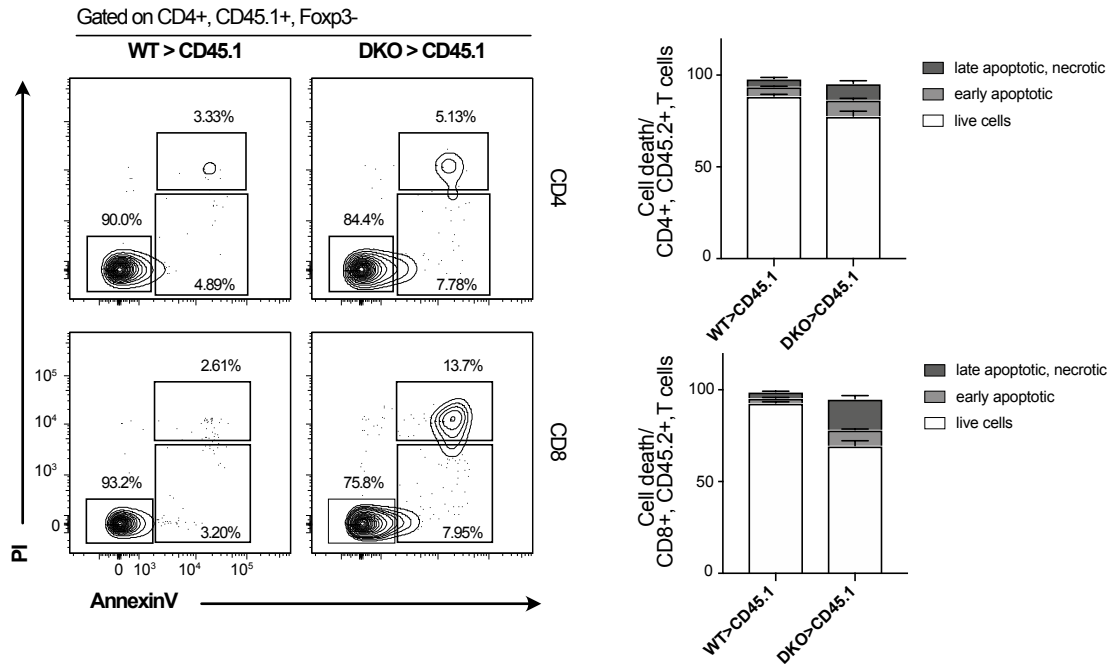 Gated on CD4+, CD45.1+, Foxp3-
WT > CD45.1
DKO > CD45.1
3.33%
90.0%
4.89%
5.13%
84.4%
7.78%
CD4
2.61%
93.2%
3.20%
13.7%
75.8%
7.95%
CD8
10⁵
10⁴
10³
0
0 10³ 10⁴ 10⁵
PI
AnnexinV
Cell death/
CD4+, CD45.2+,T cells
100
50
0
WT>CD45.1
DKO>CD45.1
late apoptotic, necrotic
early apoptotic
live cells
Cell death/
CD8+, CD45.2+,T cells
100
50
0
WT>CD45.1
DKO>CD45.1
late apoptotic, necrotic
early apoptotic
live cells